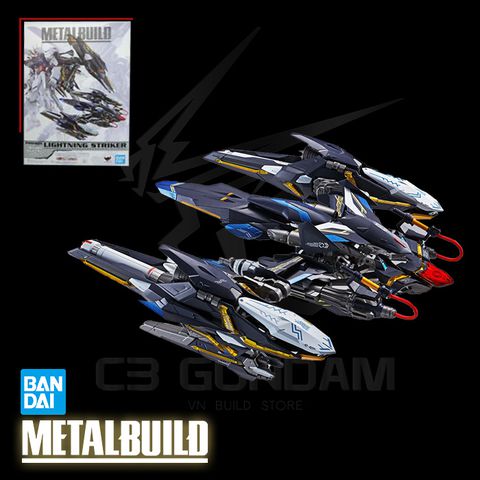 METALBUILD
LIGHTNING STRIKER
C3 GUNDAM
VN BUILD STORE
BAN
DAI
METALBUILD